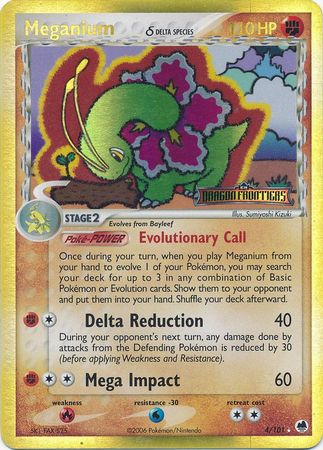 Meganium δ DELTA SPECIES 110 HP
DRAGON FRONTIERS
Illus. Sumiyoshi Kizuki
STAGE2 Evolves from Bayleef
Poké-POWER Evolutionary Call
Once during your turn, when you play Meganium
from your hand to evolve 1 of your Pokémon, you may search
your deck for up to 3 in any combination of
Basic Pokémon or Evolution cards. Show them to your opponent
and put them into your hand. Shuffle your deck afterward.
Delta Reduction 40
During your opponent's next turn, any damage done by
attacks from the Defending Pokémon is reduced by 30
(before applying Weakness and Resistance).
Mega Impact 60
weakness resistance -30 retreat cost
©2006 Pokémon/Nintendo 4/101